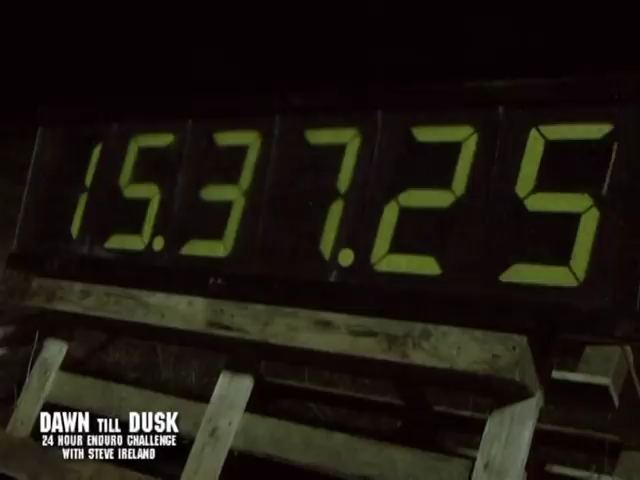 15.37.25
DAWN TILL DUSK
24 HOUR ENDURO CHALLENGE
WITH STEVE IRELAND